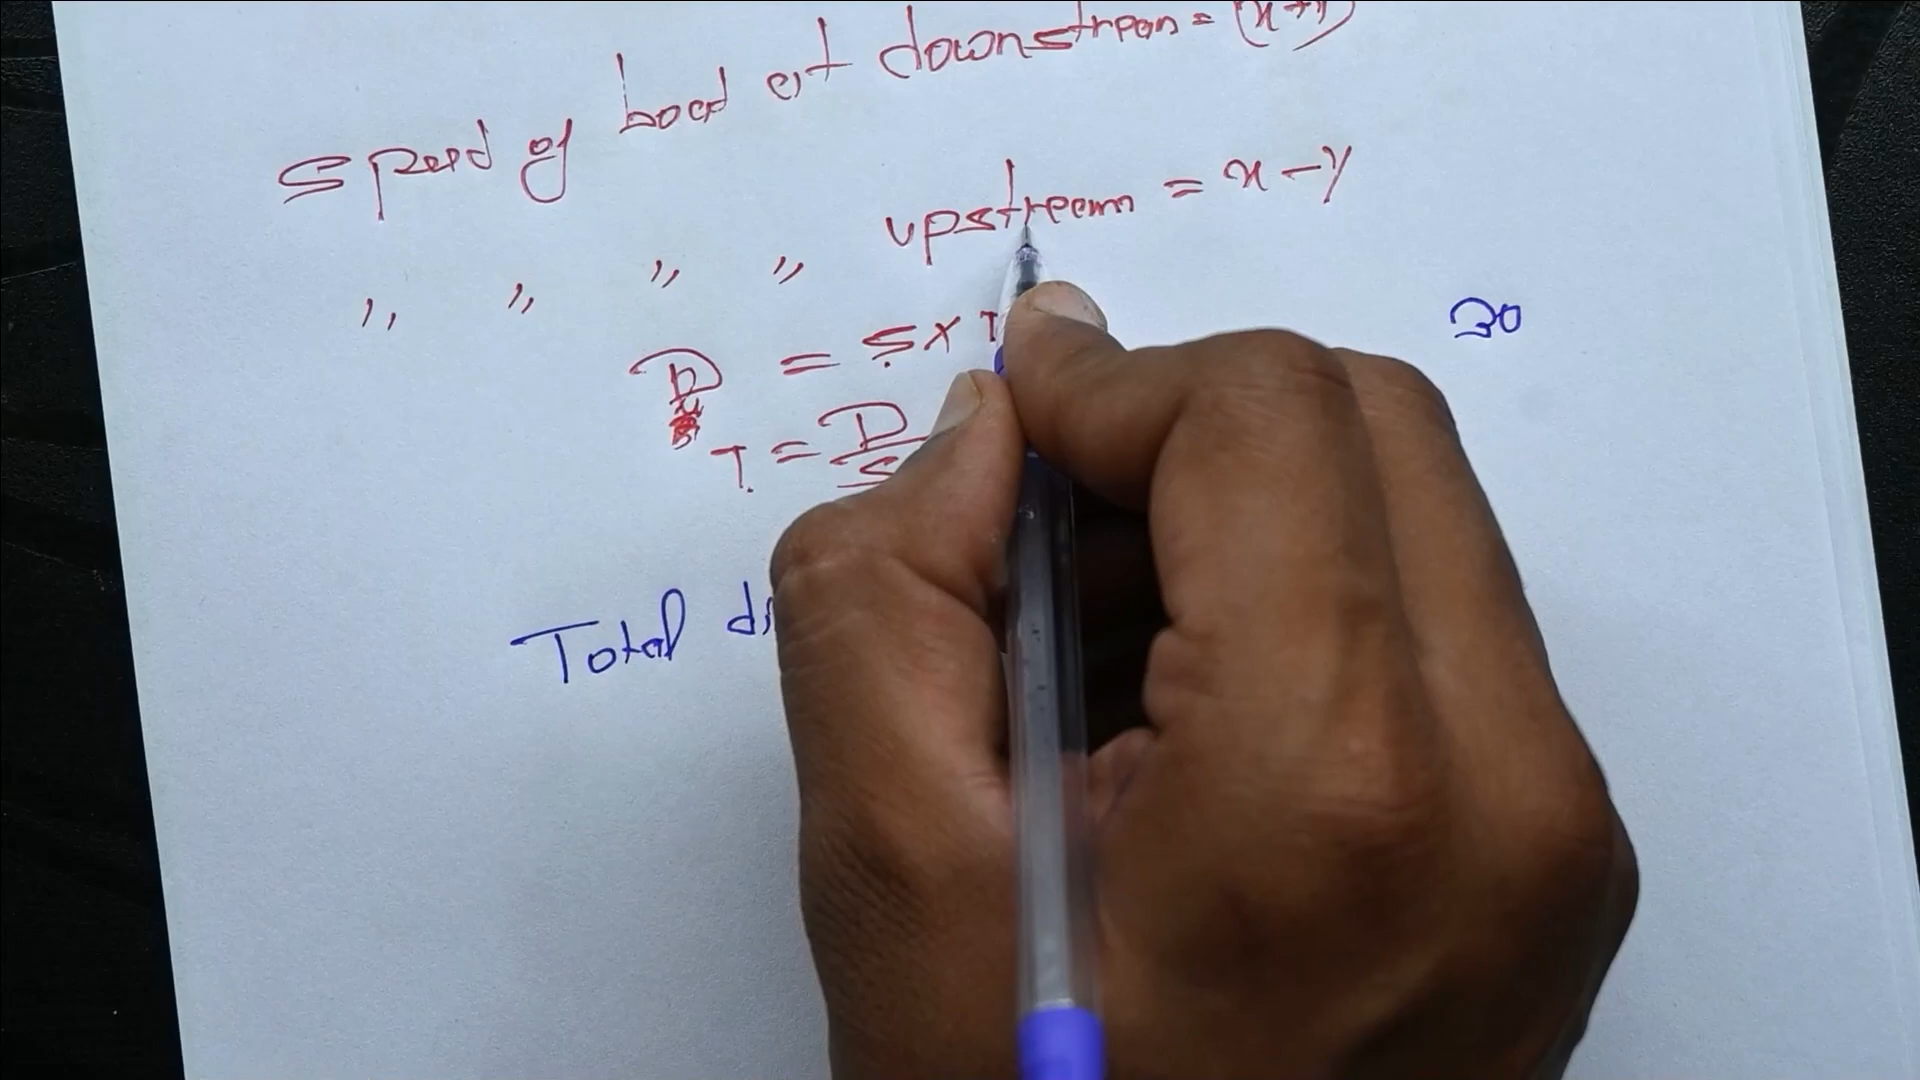 Speed of boat at downstream = (x+y)
,, ,, ,, ,, upstream = x-y
30
D = S×T
T. = D/S
Total